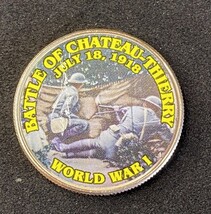 BATTLE OF CHATEAU-THIERRY
JULY 18, 1918
WORLD WAR I